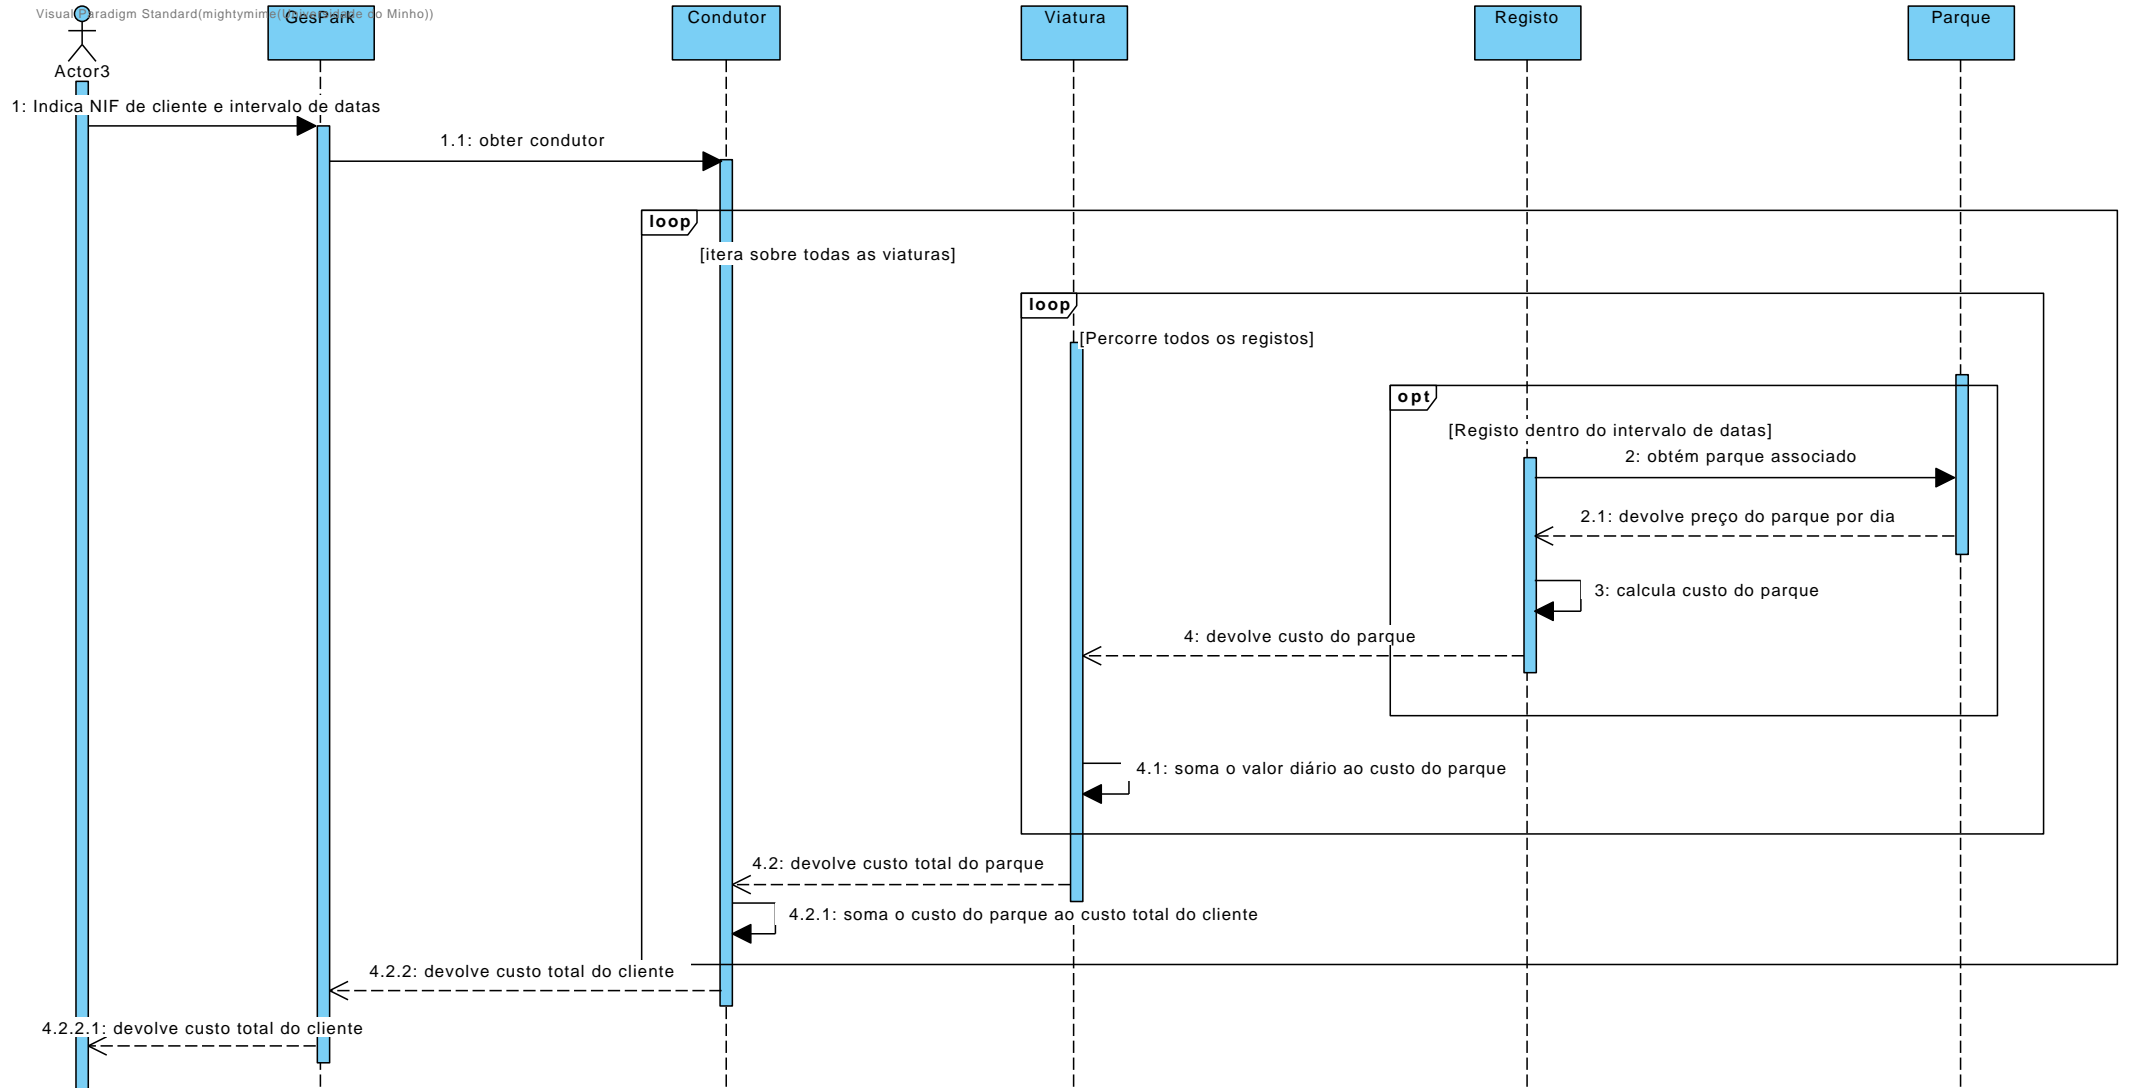 Visual Paradigm Standard(mightymime(Universidade do Minho))
GesPark
Condutor
Viatura
Registo
Parque
Actor3
1: Indica NIF de cliente e intervalo de datas
1.1: obter condutor
loop
[itera sobre todas as viaturas]
loop
[Percorre todos os registos]
opt
[Registo dentro do intervalo de datas]
2: obtém parque associado
2.1: devolve preço do parque por dia
3: calcula custo do parque
4: devolve custo do parque
4.1: soma o valor diário ao custo do parque
4.2: devolve custo total do parque
4.2.1: soma o custo do parque ao custo total do cliente
4.2.2: devolve custo total do cliente
4.2.2.1: devolve custo total do cliente